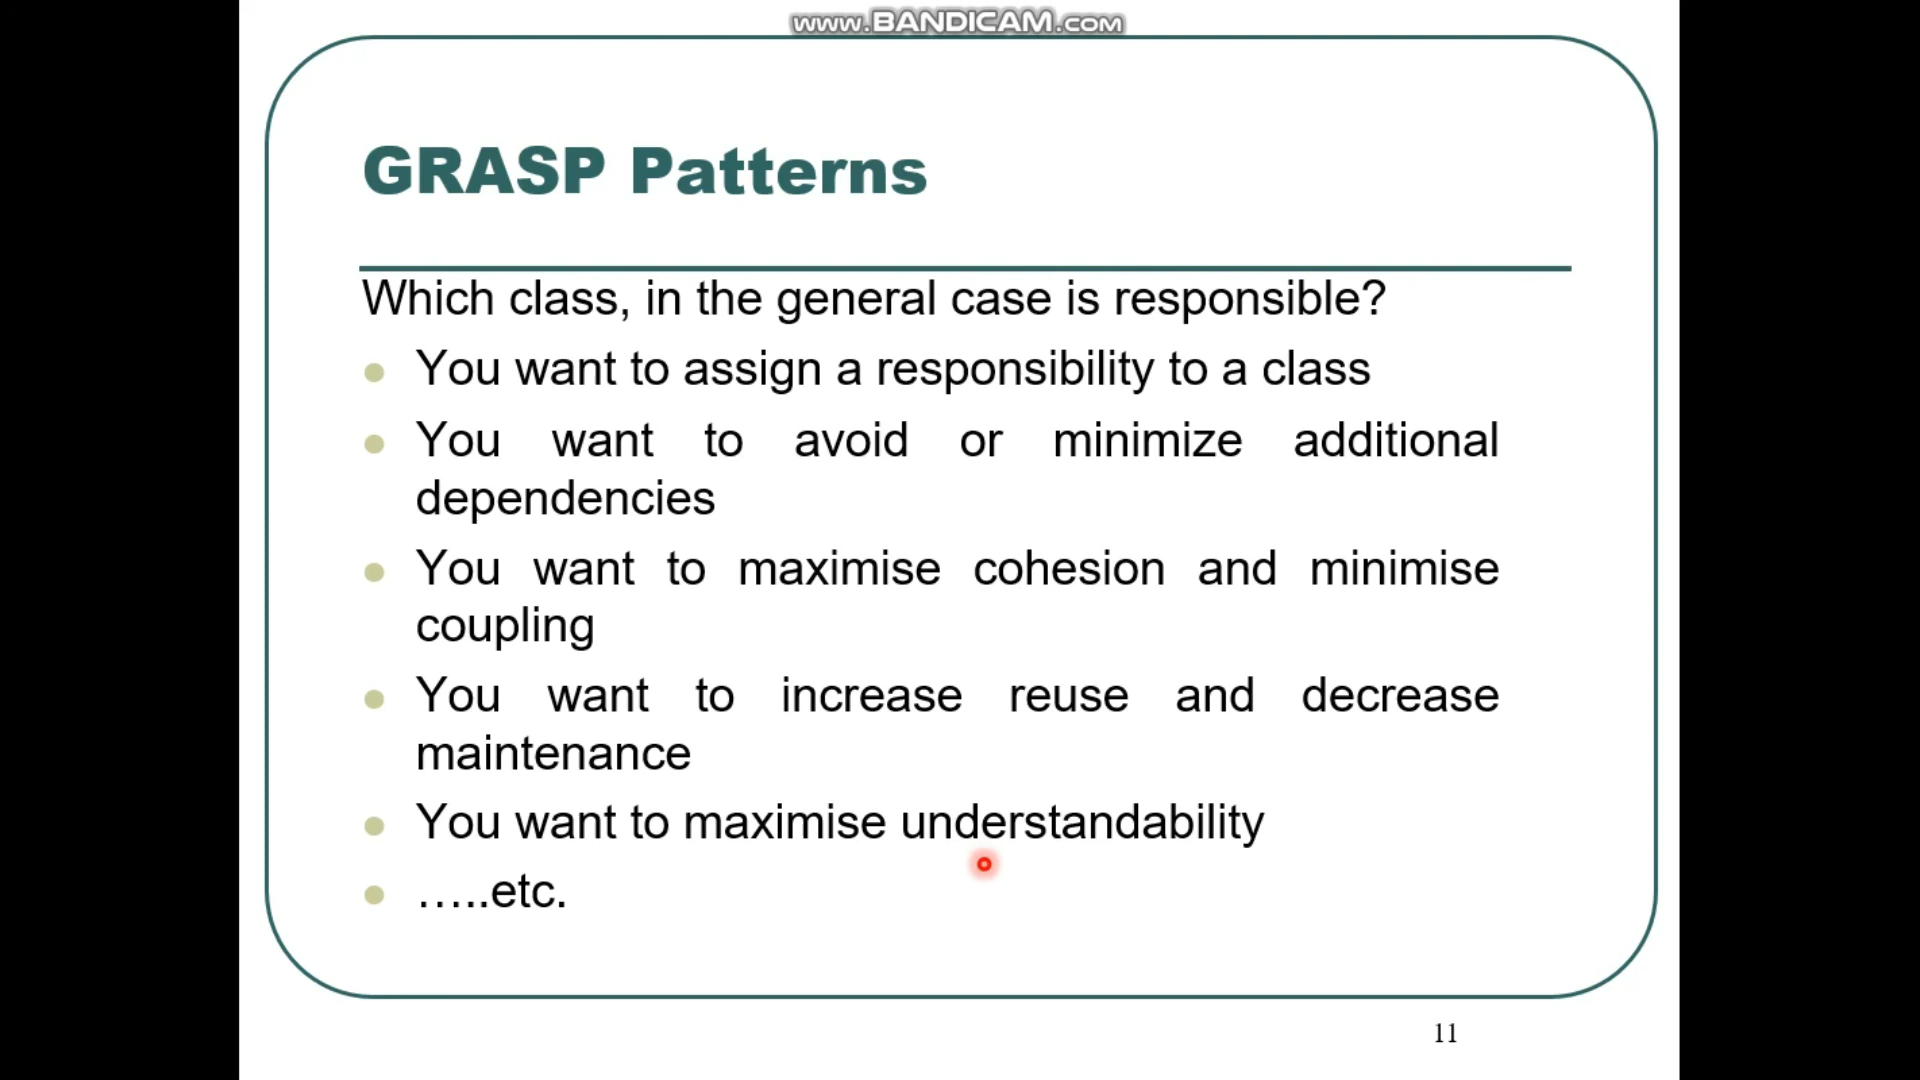 www.BANDICAM.com
GRASP Patterns
Which class, in the general case is responsible?
You want to assign a responsibility to a class
You want to avoid or minimize additional
dependencies
You want to maximise cohesion and minimise
coupling
You want to increase reuse and decrease
maintenance
You want to maximise understandability
…..etc.
11